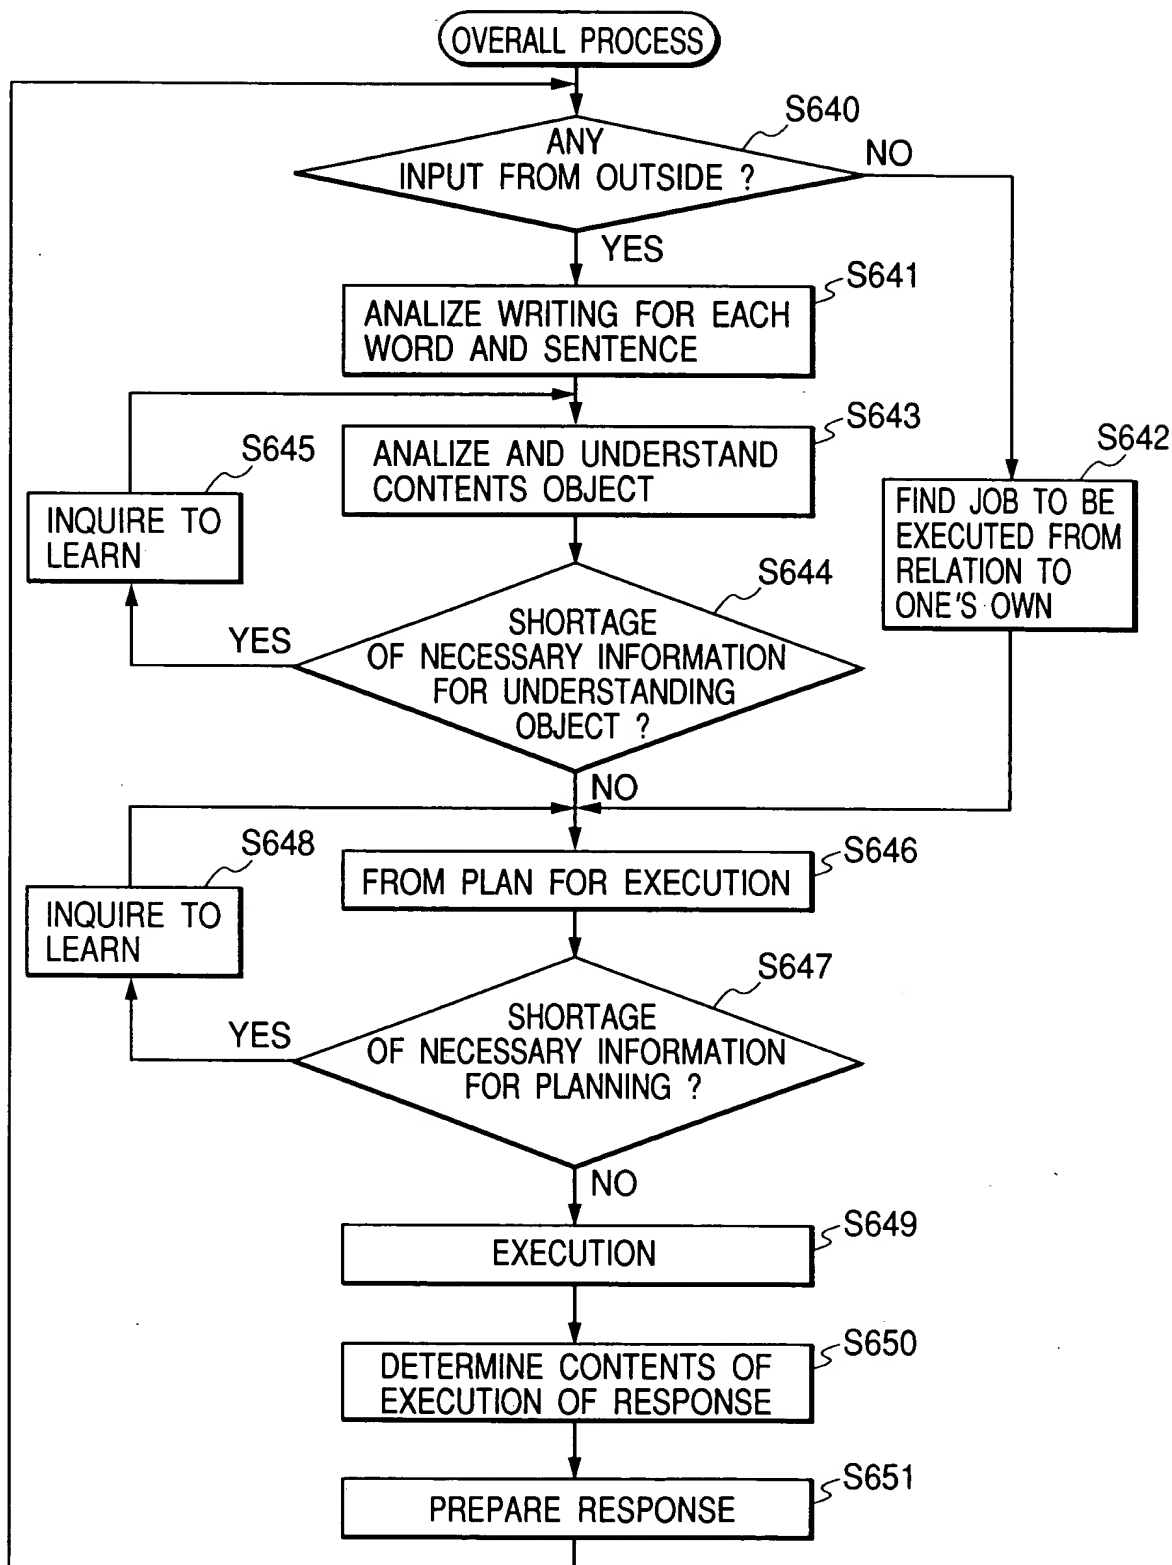 OVERALL PROCESS
S640
ANY
INPUT FROM OUTSIDE ?
NO
YES
S641
ANALIZE WRITING FOR EACH
WORD AND SENTENCE
S643
ANALIZE AND UNDERSTAND
CONTENTS OBJECT
S645
INQUIRE TO
LEARN
S642
FIND JOB TO BE
EXECUTED FROM
RELATION TO
ONE'S OWN
S644
SHORTAGE
OF NECESSARY INFORMATION
FOR UNDERSTANDING
OBJECT ?
YES
NO
S646
FROM PLAN FOR EXECUTION
S648
INQUIRE TO
LEARN
S647
SHORTAGE
OF NECESSARY INFORMATION
FOR PLANNING ?
YES
NO
S649
EXECUTION
S650
DETERMINE CONTENTS OF
EXECUTION OF RESPONSE
S651
PREPARE RESPONSE